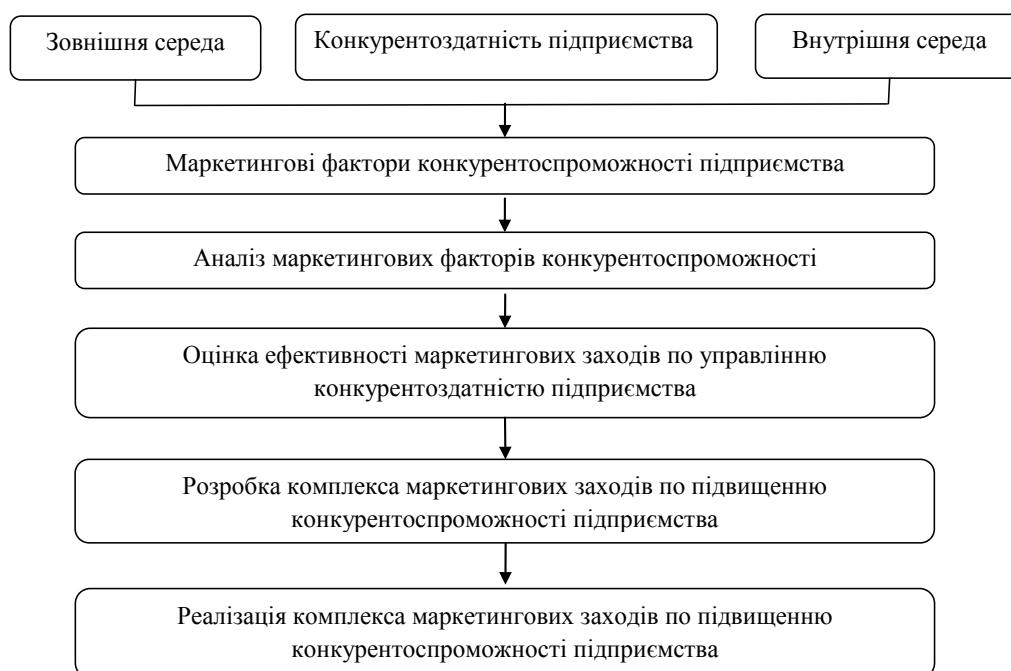 Зовнішня середа
Конкурентоздатність підприємства
Внутрішня середа
Маркетингові фактори конкурентоспроможності підприємства
Аналіз маркетингових факторів конкурентоспроможності
Оцінка ефективності маркетингових заходів по управлінню
конкурентоздатністю підприємства
Розробка комплекса маркетингових заходів по підвищенню
конкурентоспроможності підприємства
Реалізація комплекса маркетингових заходів по підвищенню
конкурентоспроможності підприємства